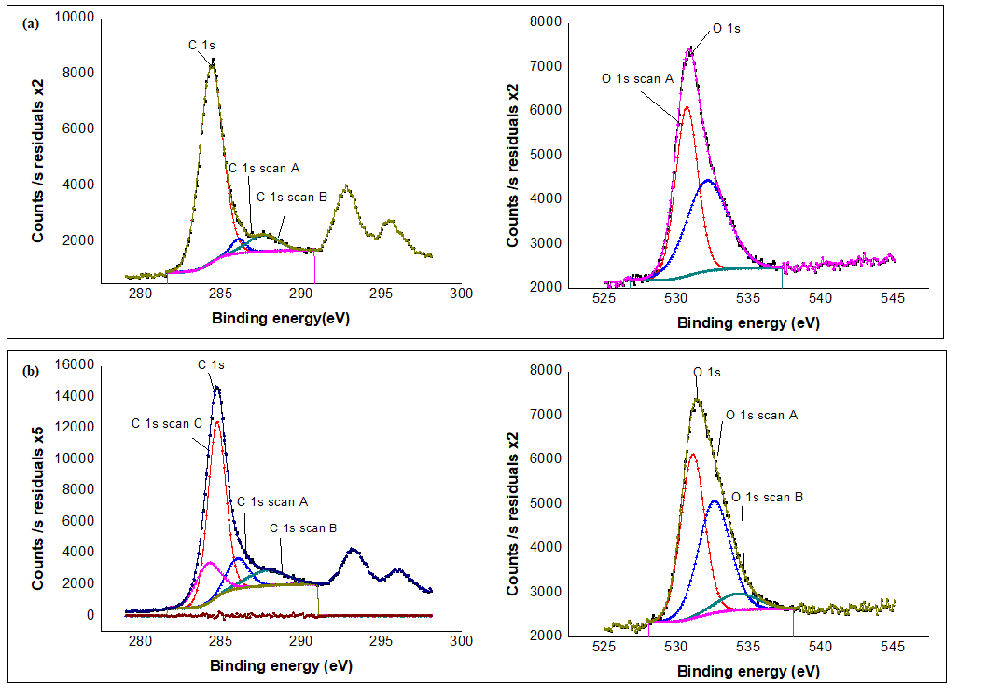 (a)
10000
8000
6000
4000
2000
Counts /s residuals x2
C 1s
C 1s scan A
C 1s scan B
280 285 290 295 300
Binding energy(eV)
8000
7000
6000
5000
4000
3000
2000
Counts /s residuals x2
O 1s
O 1s scan A
525 530 535 540 545
Binding energy (eV)
(b)
16000
14000
12000
10000
8000
6000
4000
2000
0
Counts /s residuals x5
C 1s
C 1s scan C
C 1s scan A
C 1s scan B
280 285 290 295 300
Binding energy (eV)
8000
7000
6000
5000
4000
3000
2000
Counts /s residuals x2
O 1s
O 1s scan A
O 1s scan B
525 530 535 540 545
Binding energy (eV)